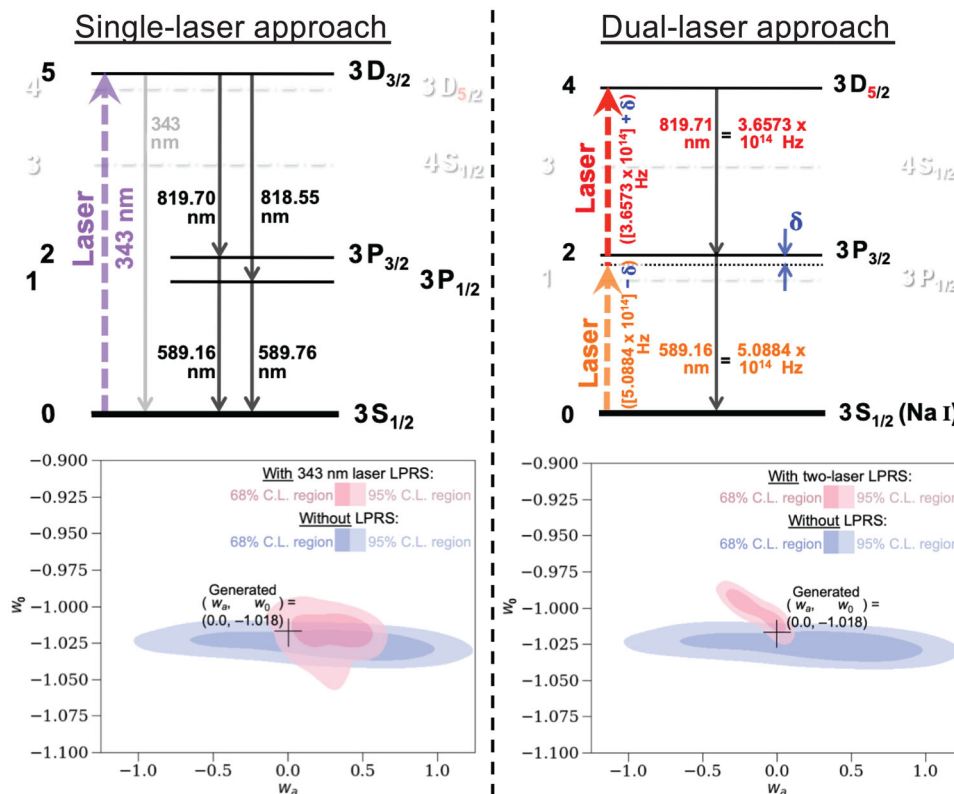 Single-laser approach
5
3 D3/2
4
3 D5/2
343 nm
3
4 S1/2
Laser
343 nm
819.70 nm
818.55 nm
2
3 P3/2
1
3 P1/2
589.16 nm
589.76 nm
0
3 S1/2
-0.900
-0.925
-0.950
-0.975
-1.000
-1.025
-1.050
-1.075
-1.100
w0
With 343 nm laser LPRS:
68% C.L. region 95% C.L. region
Without LPRS:
68% C.L. region 95% C.L. region
Generated
( wa, w0 ) =
(0.0, −1.018)
-1.0 -0.5 0.0 0.5 1.0
wa
Dual-laser approach
4
3 D5/2
Laser
([3.6573 x 10^14] + δ)
Hz
819.71 nm = 3.6573 x 10^14 Hz
3
4 S1/2
δ
2
3 P3/2
1
3 P1/2
Laser
([5.0884 x 10^14] − δ)
Hz
589.16 nm = 5.0884 x 10^14 Hz
0
3 S1/2 (Na I)
-0.900
-0.925
-0.950
-0.975
-1.000
-1.025
-1.050
-1.075
-1.100
w0
With two-laser LPRS:
68% C.L. region 95% C.L. region
Without LPRS:
68% C.L. region 95% C.L. region
Generated
( wa, w0 ) =
(0.0, −1.018)
-1.0 -0.5 0.0 0.5 1.0
wa